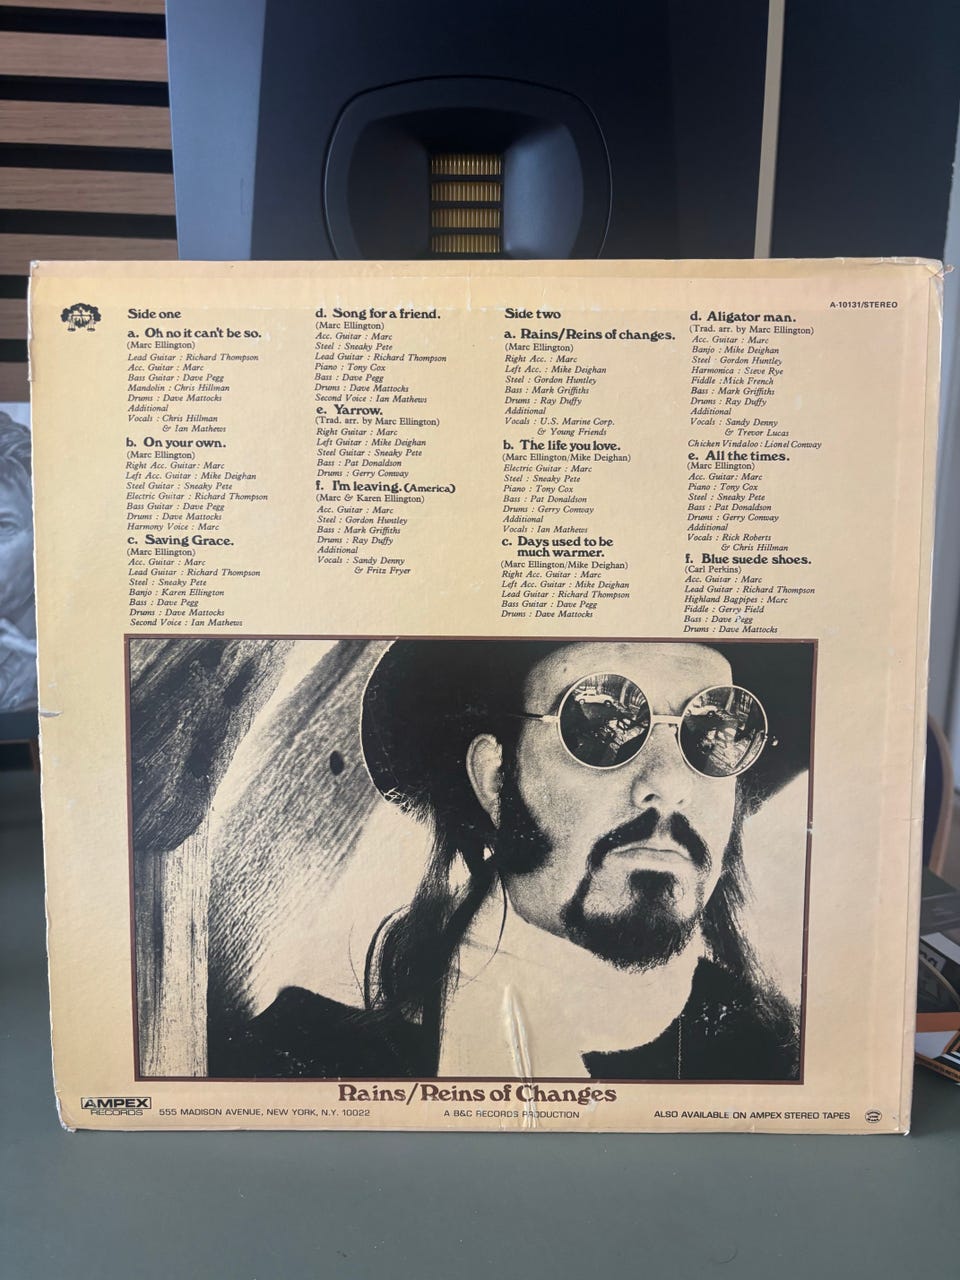 A-10131/STEREO
Side one
a. Oh no it can't be so.
(Marc Ellington)
Lead Guitar : Richard Thompson
Acc. Guitar : Marc
Bass Guitar : Dave Pegg
Mandolin : Chris Hillman
Drums : Dave Mattocks
Additional
Vocals : Chris Hillman
& Ian Mathews
b. On your own.
(Marc Ellington)
Right Acc. Guitar : Marc
Left Acc. Guitar : Mike Deighan
Steel Guitar : Sneaky Pete
Electric Guitar : Richard Thompson
Bass Guitar : Dave Pegg
Drums : Dave Mattocks
Harmony Voice : Marc
c. Saving Grace.
(Marc Ellington)
Acc. Guitar : Marc
Lead Guitar : Richard Thompson
Steel : Sneaky Pete
Banjo : Karen Ellington
Bass : Dave Pegg
Drums : Dave Mattocks
Second Voice : Ian Mathews
d. Song for a friend.
(Marc Ellington)
Acc. Guitar : Marc
Steel : Sneaky Pete
Lead Guitar : Richard Thompson
Piano : Tony Cox
Bass : Dave Pegg
Drums : Dave Mattocks
Second Voice : Ian Mathews
e. Yarrow.
(Trad. arr. by Marc Ellington)
Right Guitar : Marc
Left Guitar : Mike Deighan
Steel Guitar : Sneaky Pete
Bass : Pat Donaldson
Drums : Gerry Conway
f. I'm leaving. (America)
(Marc & Karen Ellington)
Acc. Guitar : Marc
Steel : Gordon Huntley
Bass : Mark Griffiths
Drums : Ray Duffy
Additional
Vocals : Sandy Denny
& Fritz Fryer
Side two
a. Rains/Reins of changes.
(Marc Ellington)
Right Acc. : Marc
Left Acc. : Mike Deighan
Steel : Gordon Huntley
Bass : Mark Griffiths
Drums : Ray Duffy
Additional
Vocals : U.S. Marine Corp.
& Young Friends
b. The life you love.
(Marc Ellington/Mike Deighan)
Electric Guitar : Marc
Steel : Sneaky Pete
Piano : Tony Cox
Bass : Pat Donaldson
Drums : Gerry Conway
Additional
Vocals : Ian Mathews
c. Days used to be
much warmer.
(Marc Ellington/Mike Deighan)
Right Acc. Guitar : Marc
Left Acc. Guitar : Mike Deighan
Lead Guitar : Richard Thompson
Bass Guitar : Dave Pegg
Drums : Dave Mattocks
d. Aligator man.
(Trad. arr by Marc Ellington)
Acc. Guitar : Marc
Banjo : Mike Deighan
Steel : Gordon Huntley
Harmonica : Steve Rye
Fiddle : Mick French
Bass : Mark Griffiths
Drums : Ray Duffy
Additional
Vocals : Sandy Denny
& Trevor Lucas
Chicken Vindaloo : Lionel Conway
e. All the times.
(Marc Ellington)
Acc. Guitar : Marc
Piano : Tony Cox
Steel : Sneaky Pete
Bass : Pat Donaldson
Drums : Gerry Conway
Additional
Vocals : Rick Roberts
& Chris Hillman
f. Blue suede shoes.
(Carl Perkins)
Acc. Guitar : Marc
Lead Guitar : Richard Thompson
Highland Bagpipes : Marc
Fiddle : Gerry Field
Bass : Dave Pegg
Drums : Dave Mattocks
Rains/Reins of Changes
AMPEX
RECORDS
555 MADISON AVENUE, NEW YORK, N.Y. 10022
A B&C RECORDS PRODUCTION
ALSO AVAILABLE ON AMPEX STEREO TAPES